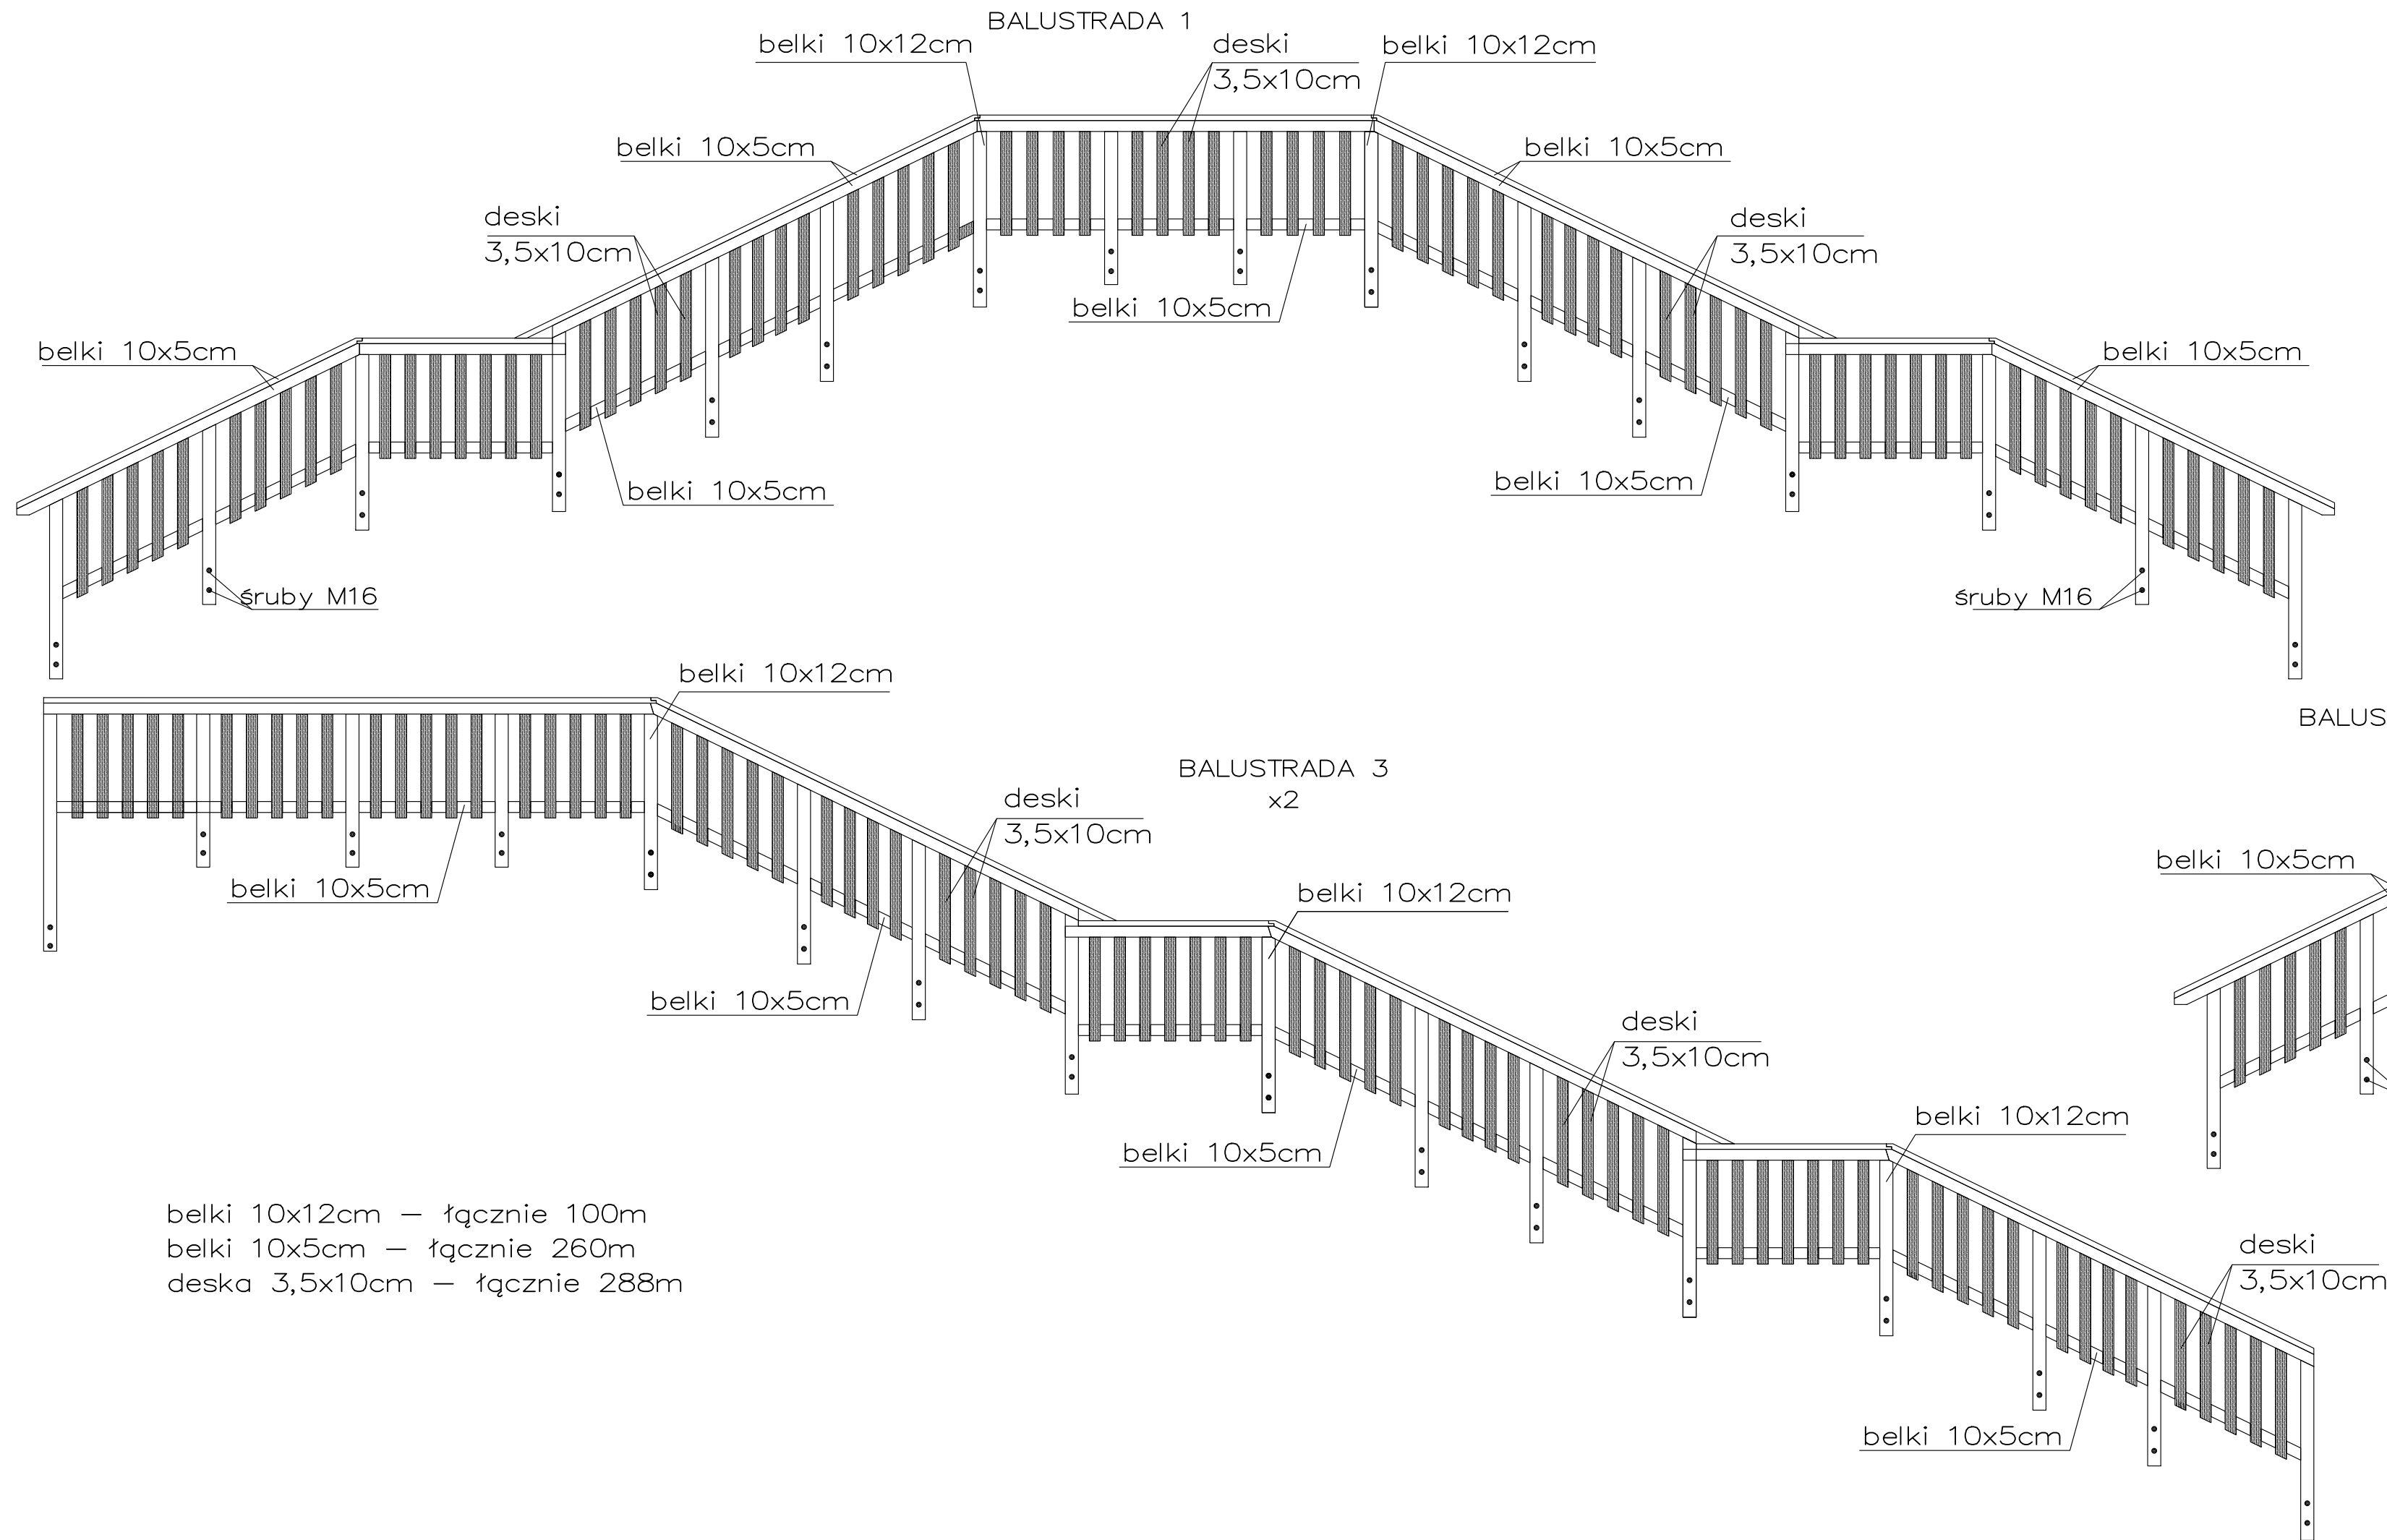 BALUSTRADA 1
belki 10x12cm
deski
3,5x10cm
belki 10x12cm
belki 10x5cm
belki 10x5cm
deski
3,5x10cm
deski
3,5x10cm
belki 10x5cm
belki 10x5cm
belki 10x5cm
belki 10x5cm
belki 10x5cm
śruby M16
śruby M16
belki 10x12cm
BALUS
BALUSTRADA 3
x2
deski
3,5x10cm
belki 10x5cm
belki 10x5cm
belki 10x12cm
belki 10x5cm
deski
3,5x10cm
belki 10x12cm
belki 10x5cm
belki 10x12cm – łącznie 100m
belki 10x5cm – łącznie 260m
deska 3,5x10cm – łącznie 288m
deski
3,5x10cm
belki 10x5cm